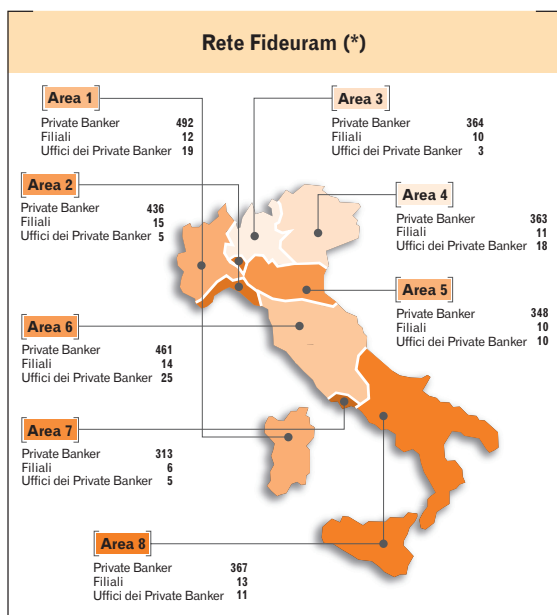 Rete Fideuram (*)
Area 1
Private Banker 492
Filiali 12
Uffici dei Private Banker 19
Area 2
Private Banker 436
Filiali 15
Uffici dei Private Banker 5
Area 3
Private Banker 364
Filiali 10
Uffici dei Private Banker 3
Area 4
Private Banker 363
Filiali 11
Uffici dei Private Banker 18
Area 5
Private Banker 348
Filiali 10
Uffici dei Private Banker 10
Area 6
Private Banker 461
Filiali 14
Uffici dei Private Banker 25
Area 7
Private Banker 313
Filiali 6
Uffici dei Private Banker 5
Area 8
Private Banker 367
Filiali 13
Uffici dei Private Banker 11